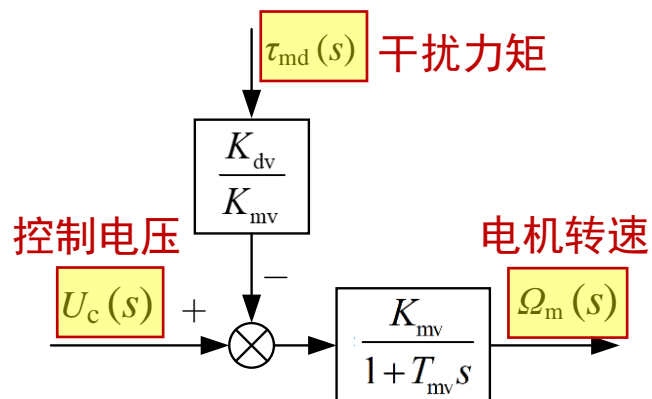 τmd(s) 干扰力矩
Kdv
Kmv
控制电压
电机转速
−
Uc(s) +
Ωm(s)
Kmv
1+Tmvs